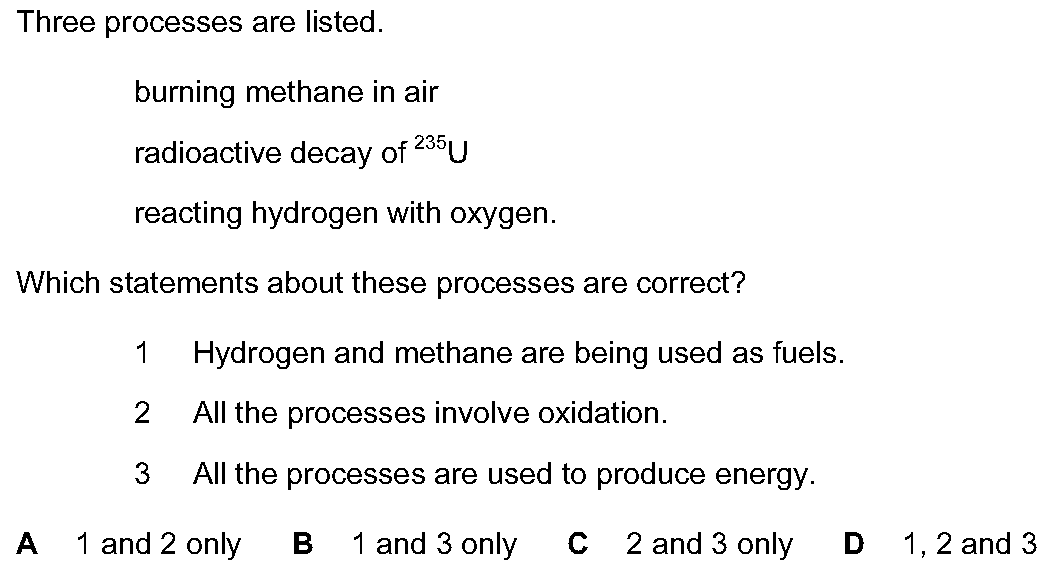 Three processes are listed.
burning methane in air
radioactive decay of ²³⁵U
reacting hydrogen with oxygen.
Which statements about these processes are correct?
1 Hydrogen and methane are being used as fuels.
2 All the processes involve oxidation.
3 All the processes are used to produce energy.
A 1 and 2 only B 1 and 3 only C 2 and 3 only D 1, 2 and 3